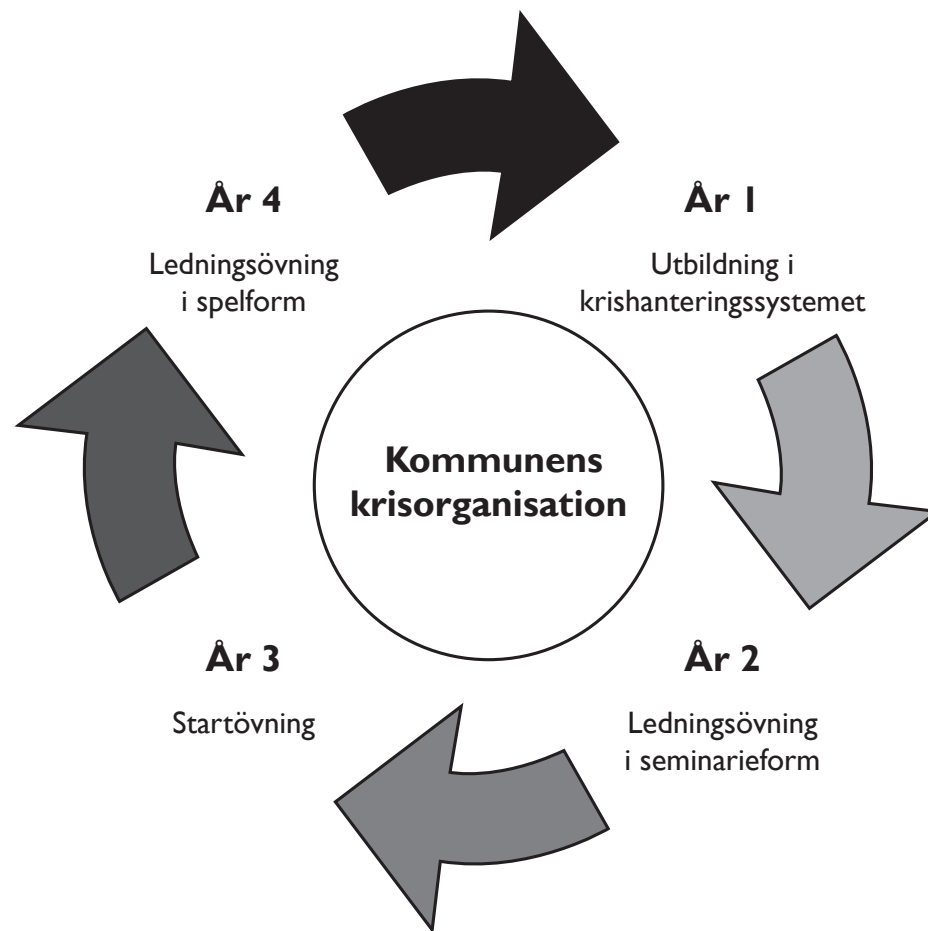 År 4
Ledningsövning
i spelform
År 1
Utbildning i
krishanteringssystemet
Kommunens
krisorganisation
År 3
Startövning
År 2
Ledningsövning
i seminarieform